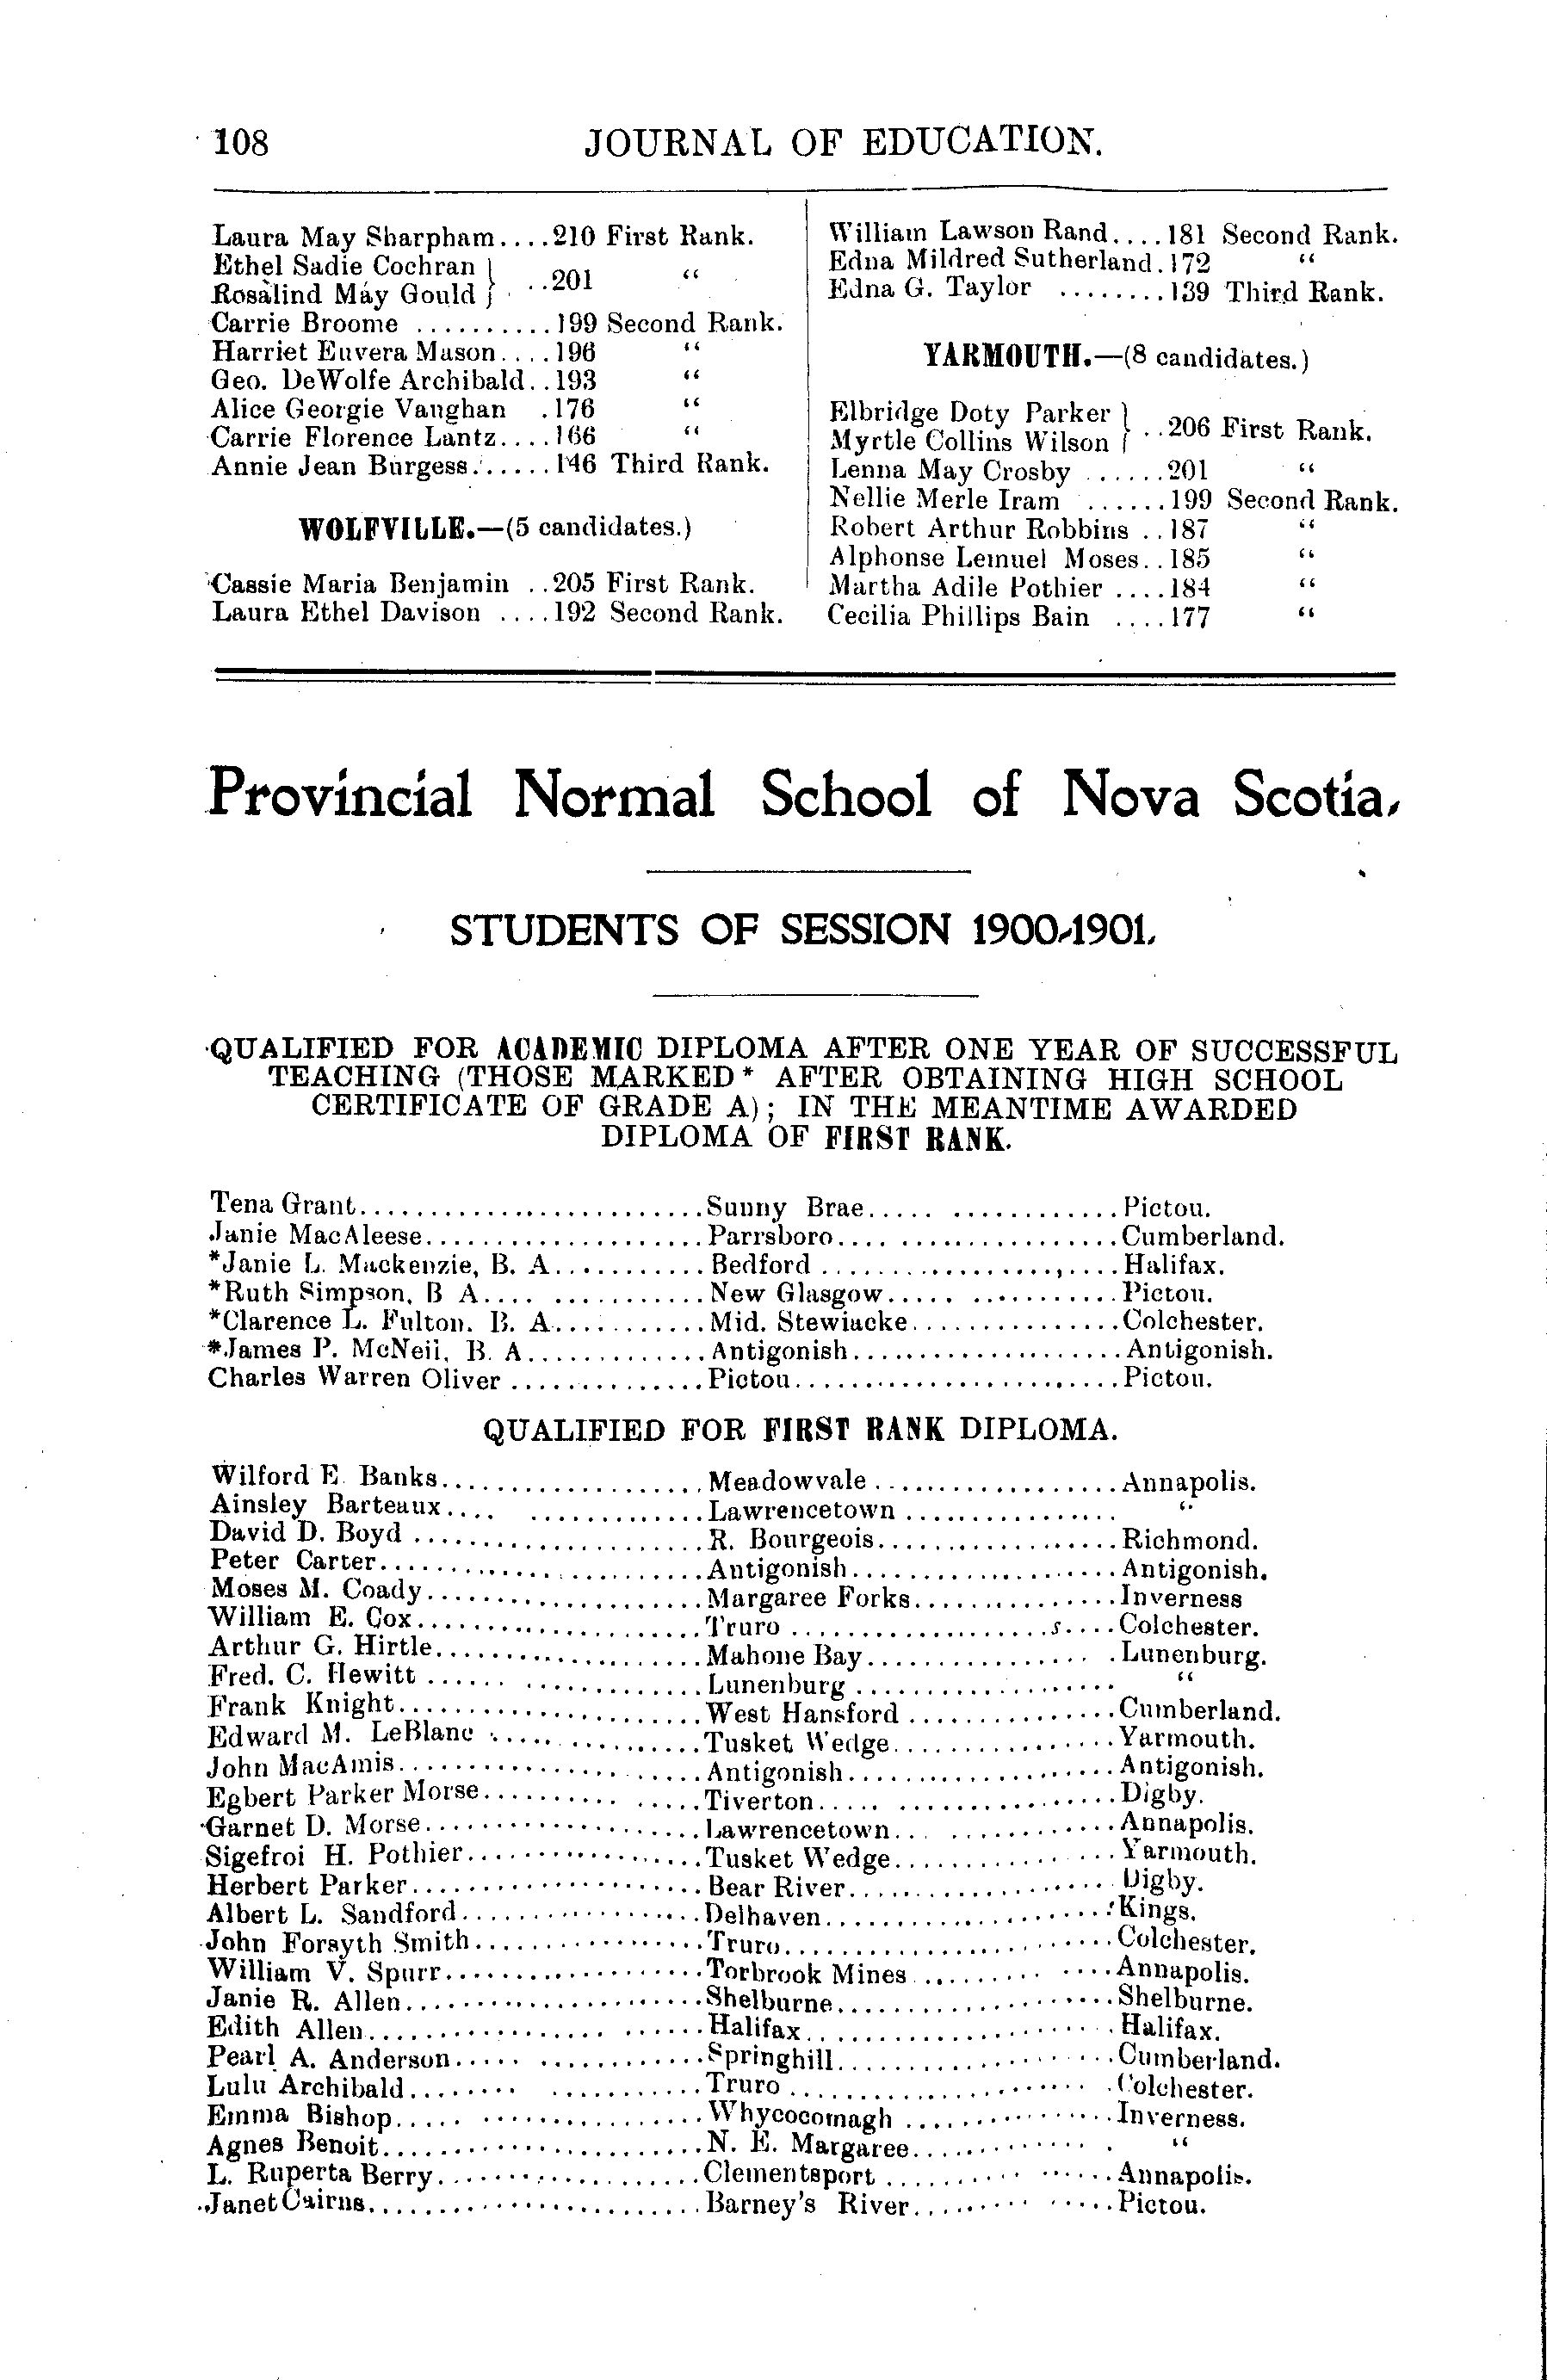 108 JOURNAL OF EDUCATION.
Laura May Sharpham....210 First Rank.
Ethel Sadie Cochran }
Rosalind May Gould } ..201 “
Carrie Broome ..........199 Second Rank.
Harriet Euvera Mason....196 “
Geo. DeWolfe Archibald..193 “
Alice Georgie Vaughan .176 “
Carrie Florence Lantz....166 “
Annie Jean Burgess......146 Third Rank.
WOLFVILLE.—(5 candidates.)
Cassie Maria Benjamin ..205 First Rank.
Laura Ethel Davison ....192 Second Rank.
William Lawson Rand....181 Second Rank.
Edna Mildred Sutherland.172 “
Edna G. Taylor ........139 Third Rank.
YARMOUTH.—(8 candidates.)
Elbridge Doty Parker }
Myrtle Collins Wilson } ..206 First Rank.
Lenna May Crosby ......201 “
Nellie Merle Iram ......199 Second Rank.
Robert Arthur Robbins ..187 “
Alphonse Lemuel Moses..185 “
Martha Adile Pothier ....184 “
Cecilia Phillips Bain ....177 “
Provincial Normal School of Nova Scotia.
STUDENTS OF SESSION 1900-1901.
QUALIFIED FOR ACADEMIC DIPLOMA AFTER ONE YEAR OF SUCCESSFUL
TEACHING (THOSE MARKED* AFTER OBTAINING HIGH SCHOOL
CERTIFICATE OF GRADE A); IN THE MEANTIME AWARDED
DIPLOMA OF FIRST RANK.
Tena Grant........................Sunny Brae..... ............Pictou.
Janie MacAleese....................Parrsboro.... ................Cumberland.
*Janie L. Mackenzie, B. A...........Bedford .....................Halifax.
*Ruth Simpson, B A.... ...........New Glasgow..... ...........Pictou.
*Clarence L. Fulton. B. A...........Mid. Stewiacke...............Colchester.
*James P. McNeil, B. A.............Antigonish....................Antigonish.
Charles Warren Oliver ..............Pictou.......................Pictou.
QUALIFIED FOR FIRST RANK DIPLOMA.
Wilford E. Banks...................Meadowvale ..................Annapolis.
Ainsley Barteaux.... .............Lawrencetown ................ “
David D. Boyd .....................R. Bourgeois.................Richmond.
Peter Carter.......................Antigonish...................Antigonish.
Moses M. Coady....................Margaree Forks...............Inverness
William E. Cox....................Truro .......................Colchester.
Arthur G. Hirtle...................Mahone Bay................ .Lunenburg.
Fred. C. Hewitt ...... .............Lunenburg ................... “
Frank Knight......................West Hansford ...............Cumberland.
Edward M. LeBlanc ................Tusket Wedge................Yarmouth.
John MacAmis......................Antigonish...................Antigonish.
Egbert Parker Morse.......... .....Tiverton..... ................Digby.
Garnet D. Morse....................Lawrencetown... ............Annapolis.
Sigefroi H. Pothier.................Tusket Wedge............ ...Yarmouth.
Herbert Parker.....................Bear River...................Digby.
Albert L. Sandford.................Delhaven....................Kings.
John Forsyth Smith.................Truro.......................Colchester.
William V. Spurr...................Torbrook Mines ......... ....Annapolis.
Janie R. Allen.....................Shelburne....................Shelburne.
Edith Allen................. ......Halifax......................Halifax.
Pearl A. Anderson..... ............Springhill...................Cumberland.
Lulu Archibald........ ...........Truro ..................... .Colchester.
Emma Bishop..... ................Whycocomagh ...............Inverness.
Agnes Benoit.......................N. E. Margaree............ . “
L. Ruperta Berry...................Clementsport .......... ......Annapolis.
Janet Cairns........................Barney's River........ .....Pictou.